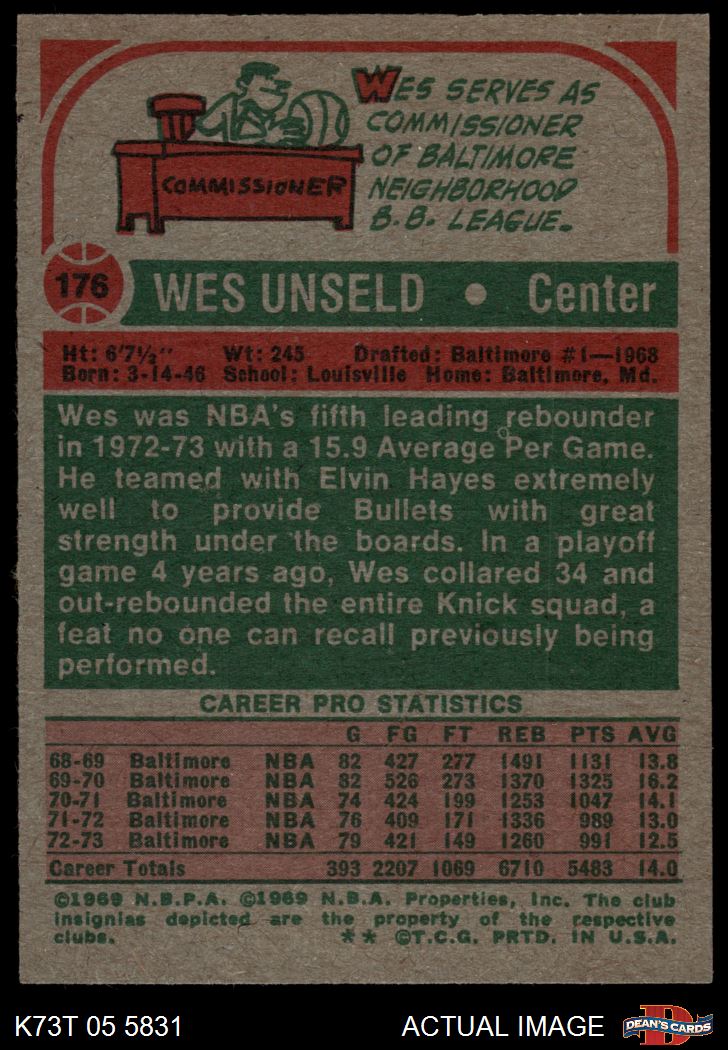 WES SERVES AS
COMMISSIONER
OF BALTIMORE
NEIGHBORHOOD
B.B. LEAGUE.
COMMISSIONER
176 WES UNSELD • Center
Ht: 6'7½" Wt: 245 Drafted: Baltimore #1—1968
Born: 3-14-46 School: Louisville Home: Baltimore, Md.
Wes was NBA's fifth leading rebounder
in 1972-73 with a 15.9 Average Per Game.
He teamed with Elvin Hayes extremely
well to provide Bullets with great
strength under the boards. In a playoff
game 4 years ago, Wes collared 34 and
out-rebounded the entire Knick squad, a
feat no one can recall previously being
performed.
CAREER PRO STATISTICS
G FG FT REB PTS AVG
68-69 Baltimore NBA 82 427 277 1491 1131 13.8
69-70 Baltimore NBA 82 526 273 1370 1325 16.2
70-71 Baltimore NBA 74 424 199 1253 1047 14.1
71-72 Baltimore NBA 76 409 171 1336 989 13.0
72-73 Baltimore NBA 79 421 149 1260 991 12.5
Career Totals 393 2207 1069 6710 5483 14.0
©1969 N.B.P.A. ©1969 N.B.A. Properties, Inc. The club
insignias depicted are the property of the respective
clubs. ** ©T.C.G. PRTD. IN U.S.A.
K73T 05 5831 ACTUAL IMAGE
D
DEAN'S CARDS